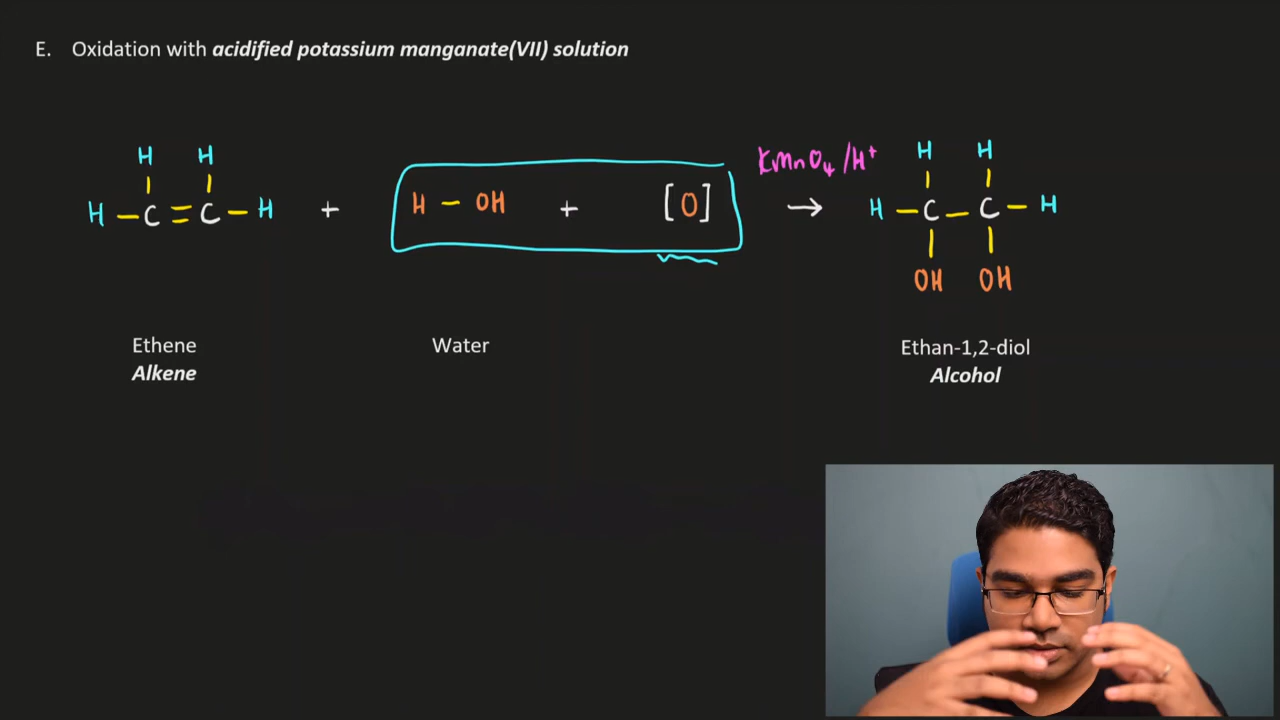 E. Oxidation with acidified potassium manganate(VII) solution
KMnO₄ /H⁺
H H H H
H – C = C – H + H – OH + [O] → H – C – C – H
OH OH
Ethene Water Ethan-1,2-diol
Alkene Alcohol